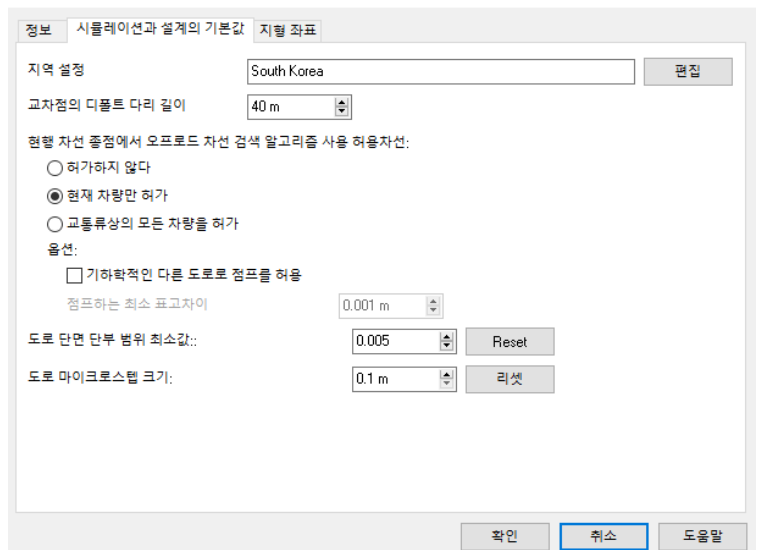 정보 시뮬레이션과 설계의 기본값 지형 좌표
지역 설정 South Korea 편집
교차점의 디폴트 다리 길이 40 m
현행 차선 종점에서 오프로드 차선 검색 알고리즘 사용 허용차선:
허가하지 않다
현재 차량만 허가
교통류상의 모든 차량을 허가
옵션:
기하학적인 다른 도로로 점프를 허용
점프하는 최소 표고차이 0.001 m
도로 단면 단부 범위 최소값:: 0.005 Reset
도로 마이크로스텝 크기: 0.1 m 리셋
확인 취소 도움말